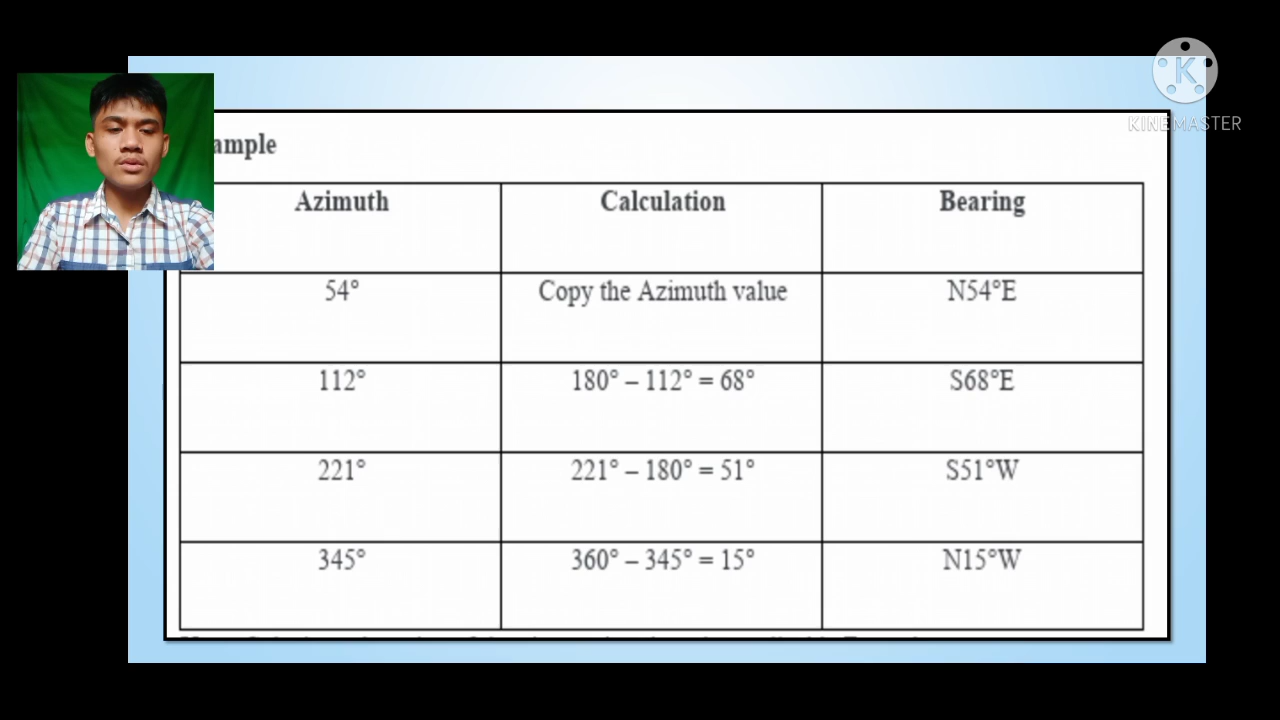 KINEMASTER
ample
Azimuth Calculation Bearing
54° Copy the Azimuth value N54°E
112° 180° – 112° = 68° S68°E
221° 221° – 180° = 51° S51°W
345° 360° – 345° = 15° N15°W